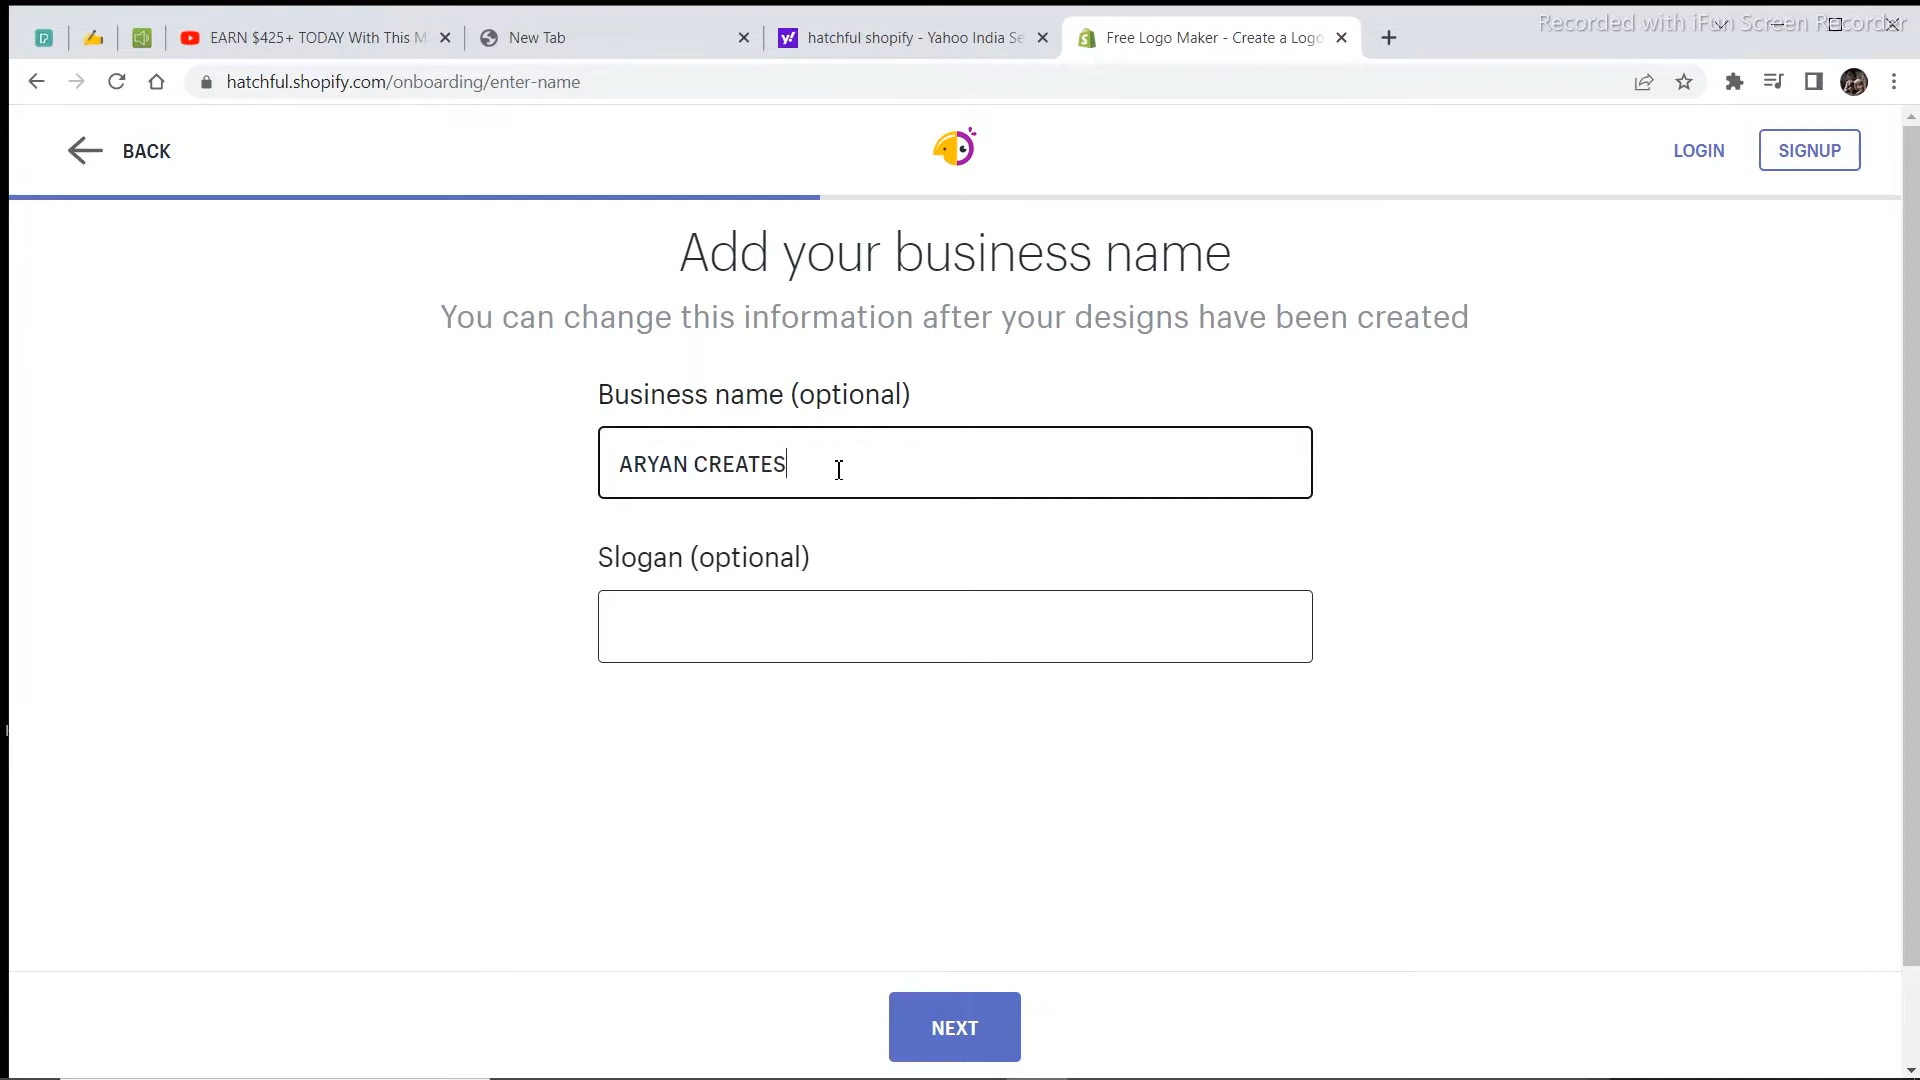 Recorded with iFun Screen Recorder
EARN $425+ TODAY With This M
New Tab
hatchful shopify - Yahoo India Se
Free Logo Maker - Create a Logo
hatchful.shopify.com/onboarding/enter-name
BACK
LOGIN
SIGNUP
Add your business name
You can change this information after your designs have been created
Business name (optional)
ARYAN CREATES
Slogan (optional)
NEXT